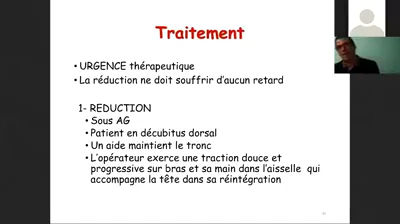 Traitement
• URGENCE thérapeutique
• La réduction ne doit souffrir d'aucun retard
1- REDUCTION
• Sous AG
• Patient en décubitus dorsal
• Un aide maintient le tronc
• L'opérateur exerce une traction douce et
progressive sur bras et sa main dans l'aisselle qui
accompagne la tête dans sa réintégration